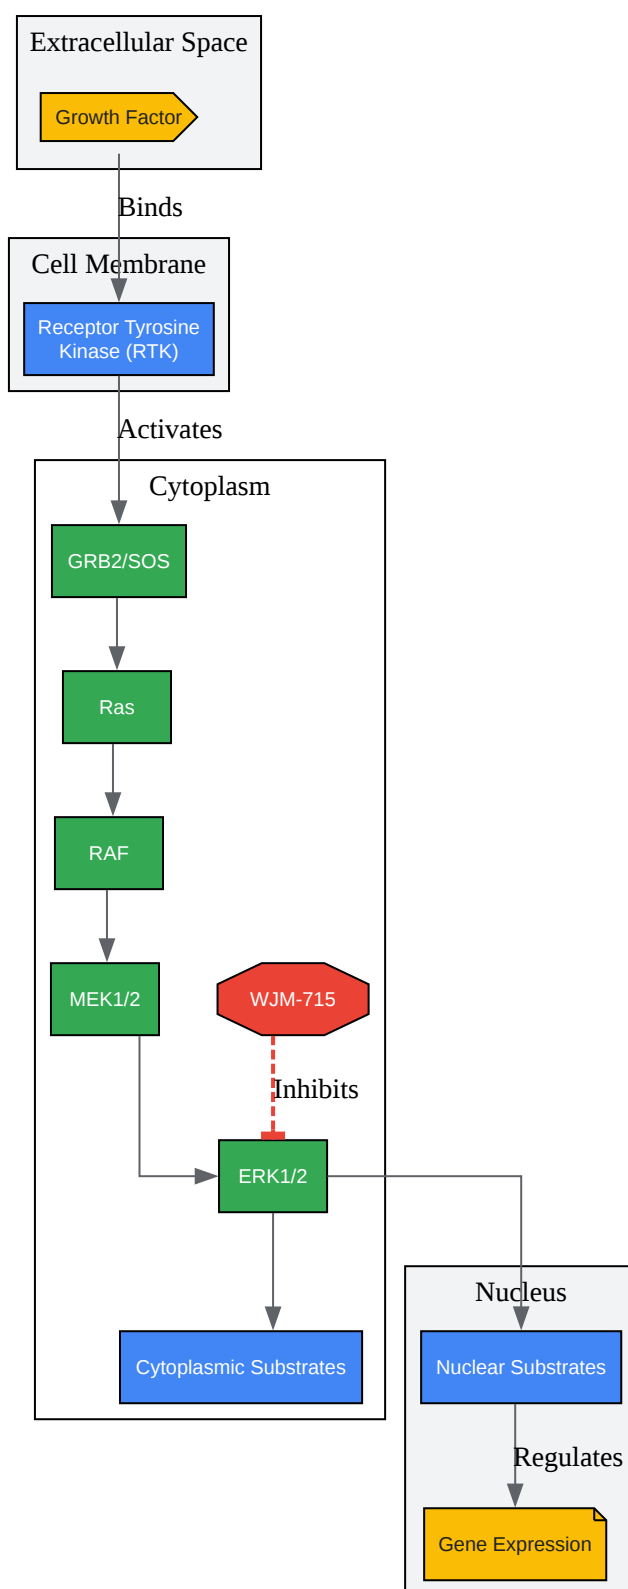 Extracellular Space
Growth Factor
Binds
Cell Membrane
Receptor Tyrosine
Kinase (RTK)
Activates
Cytoplasm
GRB2/SOS
Ras
RAF
MEK1/2
WJM-715
Inhibits
ERK1/2
Nucleus
Cytoplasmic Substrates
Nuclear Substrates
Regulates
Gene Expression